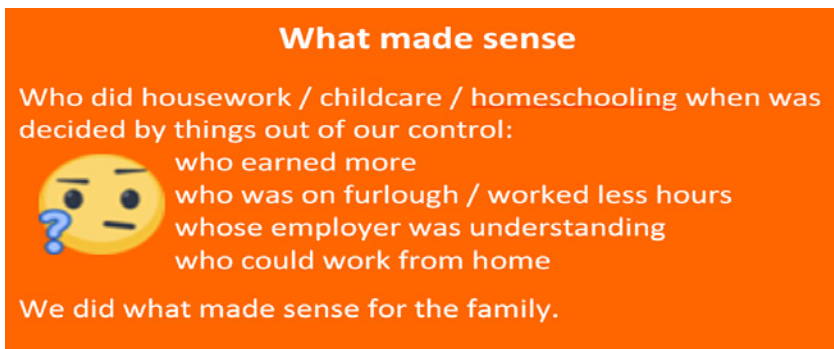 What made sense
Who did housework / childcare / homeschooling when was
decided by things out of our control:
who earned more
who was on furlough / worked less hours
whose employer was understanding
who could work from home
We did what made sense for the family.